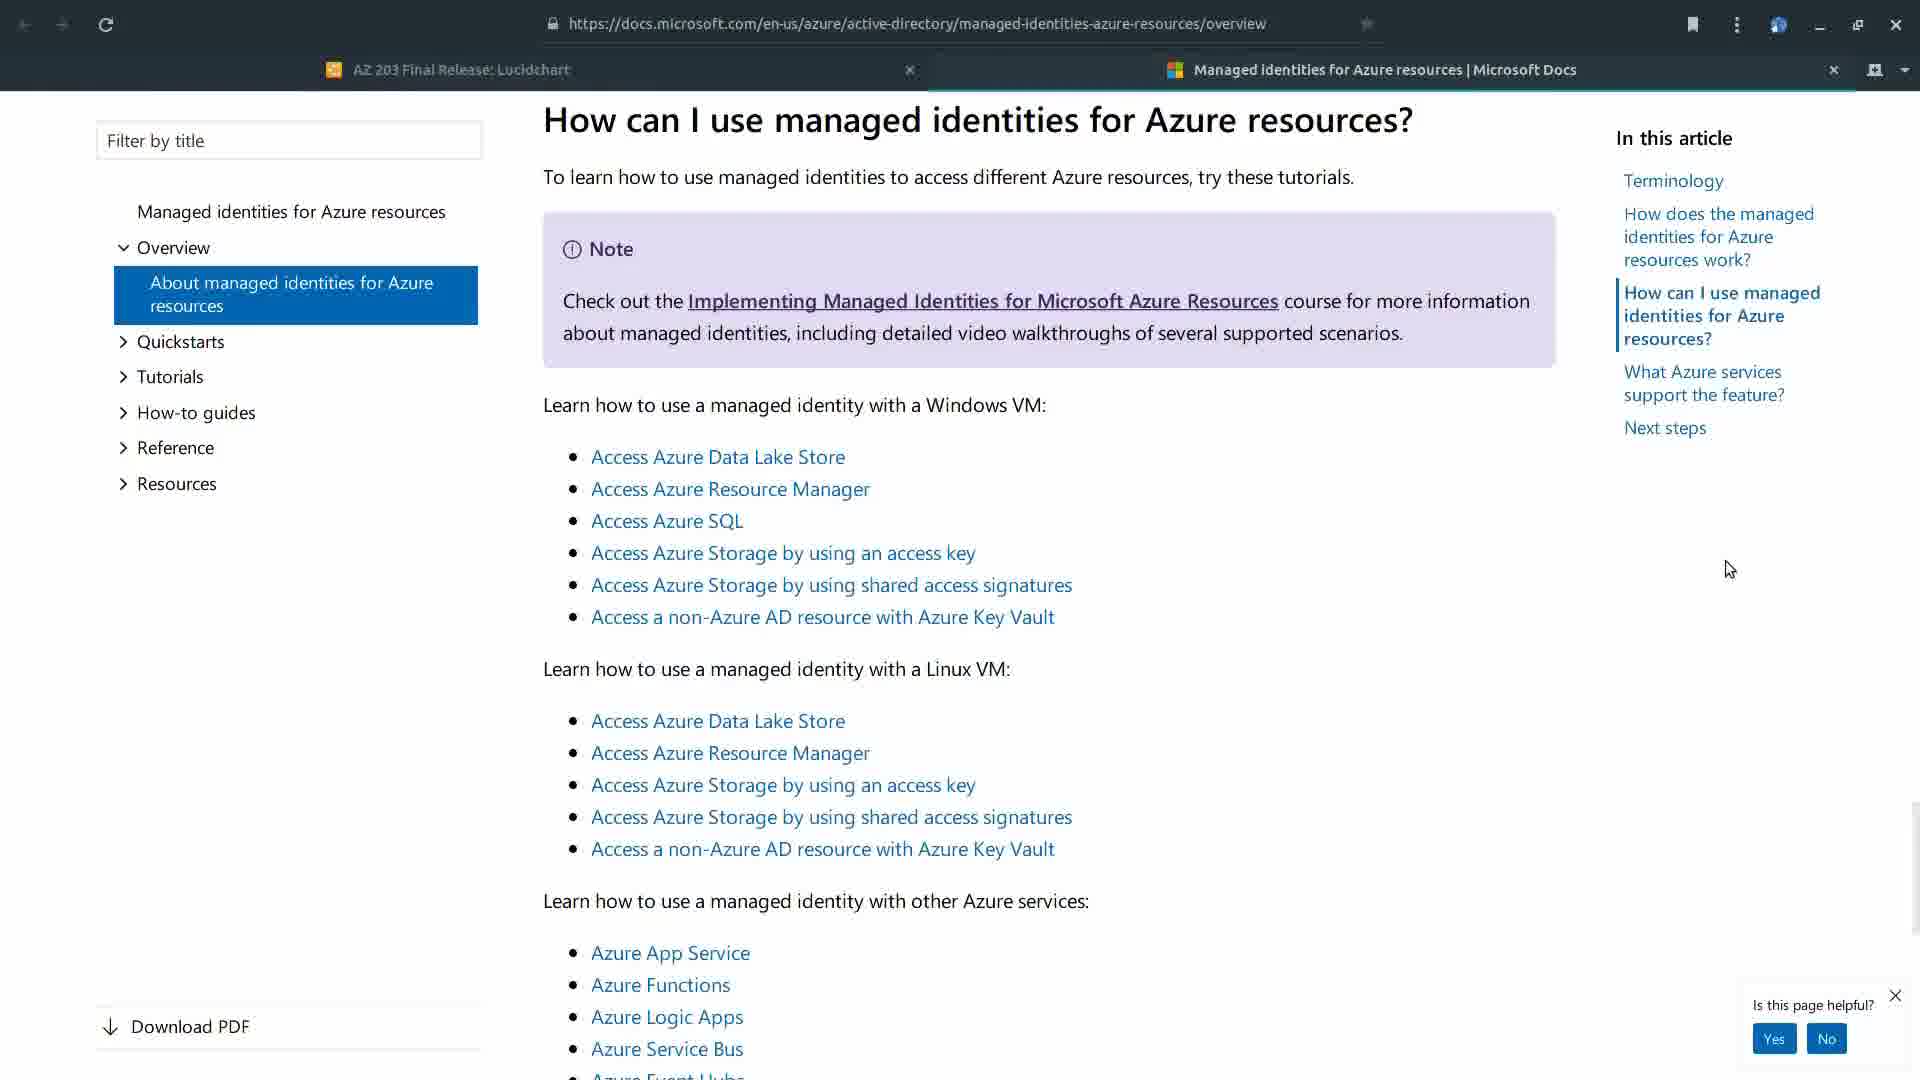 https://docs.microsoft.com/en-us/azure/active-directory/managed-identities-azure-resources/overview
AZ 203 Final Release: Lucidchart
Managed identities for Azure resources | Microsoft Docs
Filter by title
Managed identities for Azure resources
Overview
About managed identities for Azure
resources
Quickstarts
Tutorials
How-to guides
Reference
Resources
Download PDF
How can I use managed identities for Azure resources?
To learn how to use managed identities to access different Azure resources, try these tutorials.
Note
Check out the Implementing Managed Identities for Microsoft Azure Resources course for more information
about managed identities, including detailed video walkthroughs of several supported scenarios.
Learn how to use a managed identity with a Windows VM:
Access Azure Data Lake Store
Access Azure Resource Manager
Access Azure SQL
Access Azure Storage by using an access key
Access Azure Storage by using shared access signatures
Access a non-Azure AD resource with Azure Key Vault
Learn how to use a managed identity with a Linux VM:
Access Azure Data Lake Store
Access Azure Resource Manager
Access Azure Storage by using an access key
Access Azure Storage by using shared access signatures
Access a non-Azure AD resource with Azure Key Vault
Learn how to use a managed identity with other Azure services:
Azure App Service
Azure Functions
Azure Logic Apps
Azure Service Bus
Azure Event Hubs
In this article
Terminology
How does the managed
identities for Azure
resources work?
How can I use managed
identities for Azure
resources?
What Azure services
support the feature?
Next steps
Is this page helpful?
Yes
No